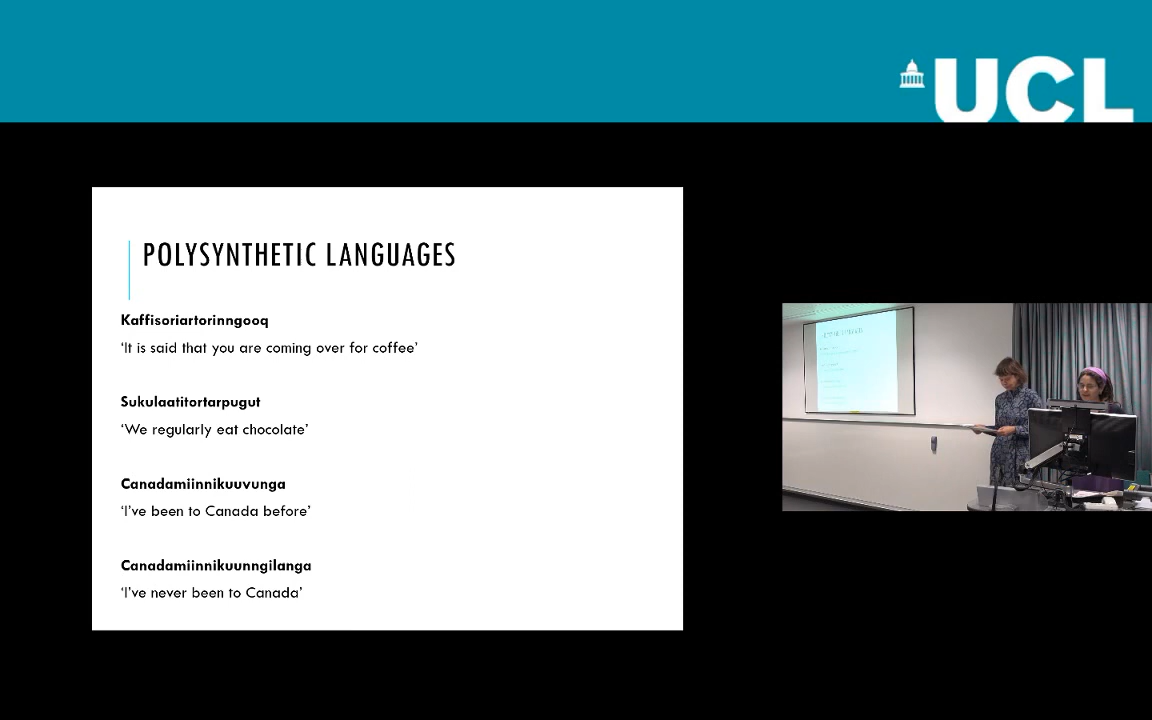 UCL
POLYSYNTHETIC LANGUAGES
Kaffisoriartorinngooq
‘It is said that you are coming over for coffee’
Sukulaatitortarpugut
‘We regularly eat chocolate’
Canadamiinnikuuvunga
‘I’ve been to Canada before’
Canadamiinnikuunngilanga
‘I’ve never been to Canada’